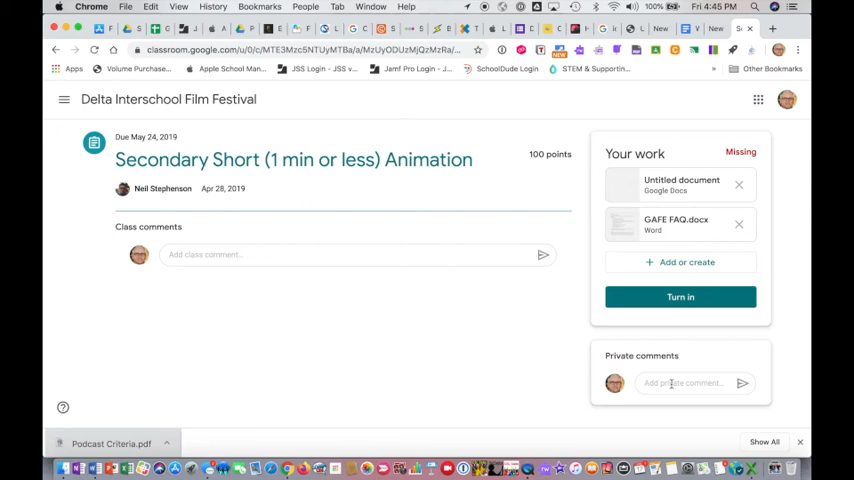 Chrome File Edit View History Bookmarks People Tab Window Help
100% Fri 4:45 PM
classroom.google.com/u/0/c/MTE3Mzc5NTUyMTBa/a/MzUyODUzMjQzMzRa/...
Apps Volume Purchase... Apple School Man... JSS Login - JSS v... Jamf Pro Login - J... SchoolDude Login STEM & Supportin... » Other Bookmarks
Delta Interschool Film Festival
Due May 24, 2019
Secondary Short (1 min or less) Animation
100 points
Neil Stephenson Apr 28, 2019
Class comments
Add class comment...
Your work
Missing
Untitled document
Google Docs
GAFE FAQ.docx
Word
+ Add or create
Turn in
Private comments
Add private comment...
Podcast Criteria.pdf
Show All